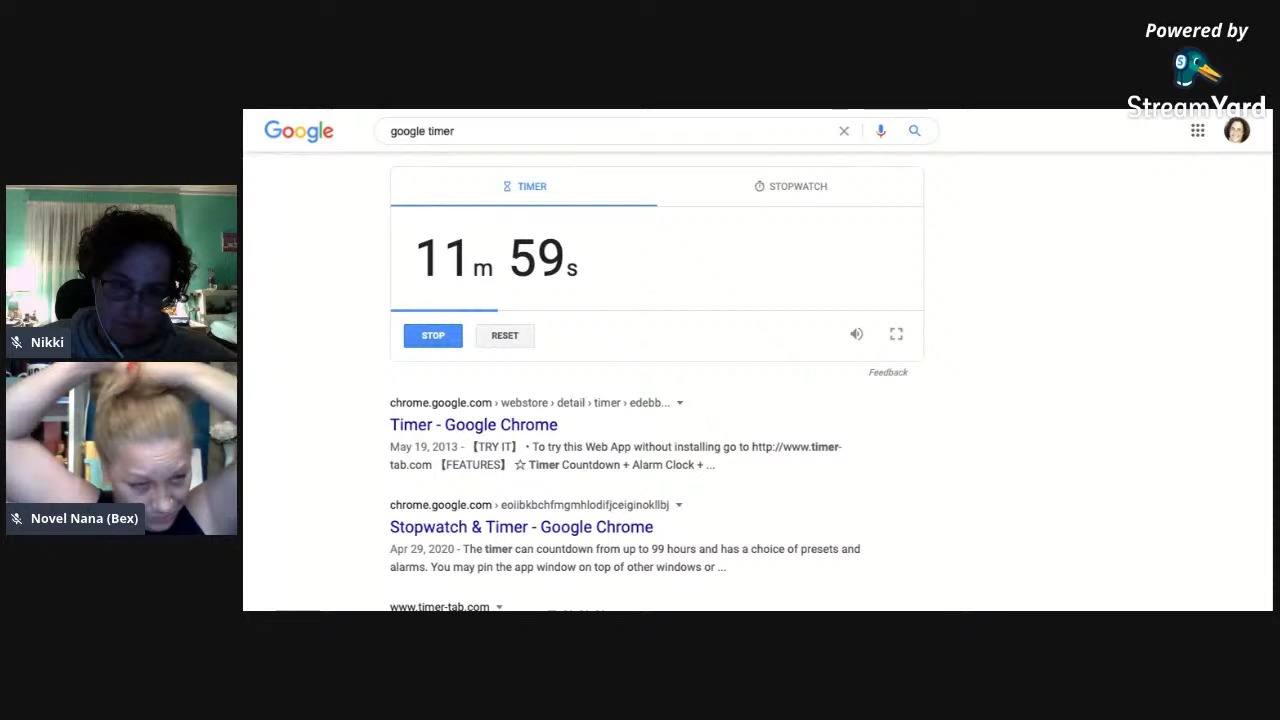 Powered by
StreamYard
Google
google timer
TIMER
STOPWATCH
11m 59s
STOP
RESET
Feedback
chrome.google.com › webstore › detail › timer › edebb...
Timer - Google Chrome
May 19, 2013 - 【TRY IT】 • To try this Web App without installing go to http://www.timer-
tab.com 【FEATURES】 ☆ Timer Countdown + Alarm Clock + ...
chrome.google.com › eoiibkbchfmgmhlodifjceiginokllbj
Stopwatch & Timer - Google Chrome
Apr 29, 2020 - The timer can countdown from up to 99 hours and has a choice of presets and
alarms. You may pin the app window on top of other windows or ...
www.timer-tab.com
Nikki
Novel Nana (Bex)